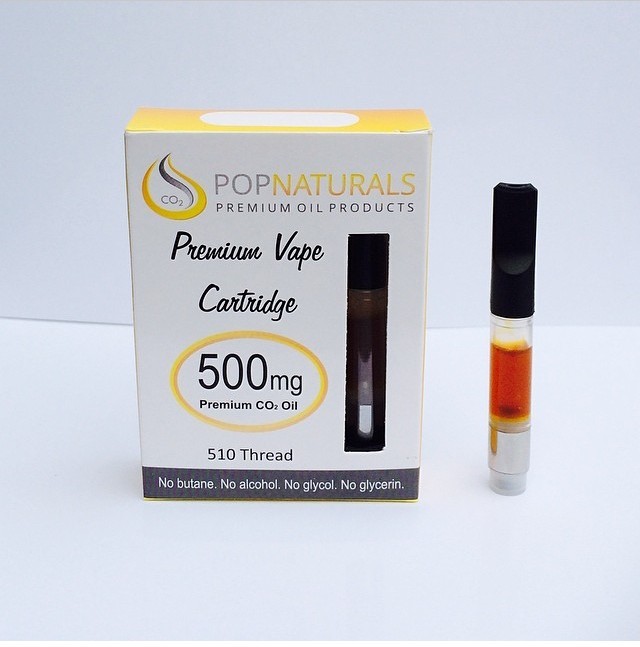 CO₂
POPNATURALS
PREMIUM OIL PRODUCTS
Premium Vape
Cartridge
500mg
Premium CO₂ Oil
510 Thread
No butane. No alcohol. No glycol. No glycerin.